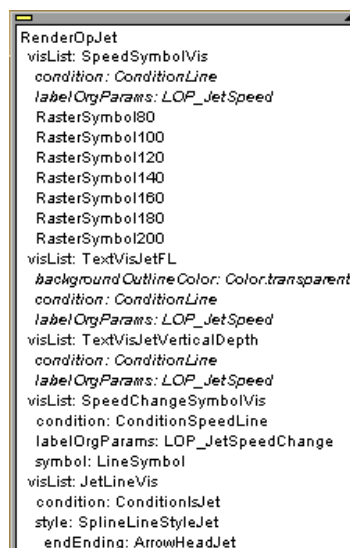 RenderOpJet
visList: SpeedSymbolVis
condition: ConditionLine
labelOrgParams: LOP_JetSpeed
RasterSymbol80
RasterSymbol100
RasterSymbol120
RasterSymbol140
RasterSymbol160
RasterSymbol180
RasterSymbol200
visList: TextVisJetFL
backgroundOutlineColor: Color.transparent
condition: ConditionLine
labelOrgParams: LOP_JetSpeed
visList: TextVisJetVerticalDepth
condition: ConditionLine
labelOrgParams: LOP_JetSpeed
visList: SpeedChangeSymbolVis
condition: ConditionSpeedLine
labelOrgParams: LOP_JetSpeedChange
symbol: LineSymbol
visList: JetLineVis
condition: ConditionIsJet
style: SplineLineStyleJet
endEnding: ArrowHeadJet